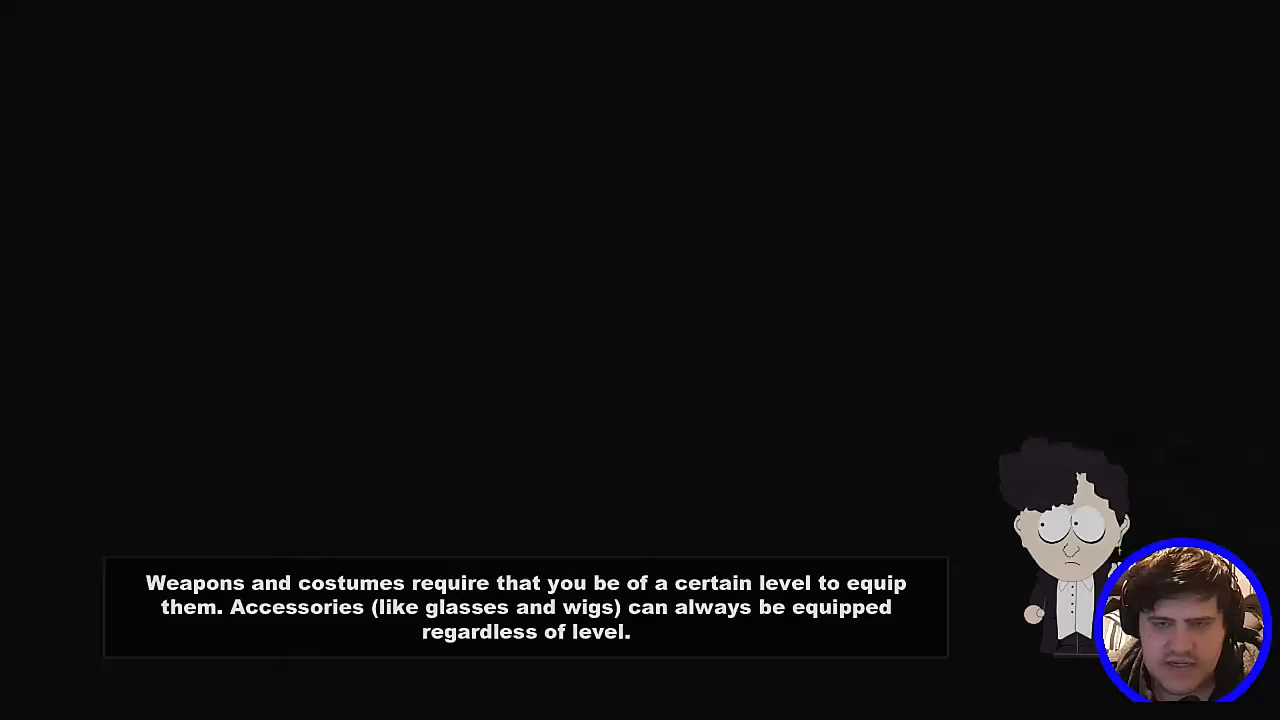 Weapons and costumes require that you be of a certain level to equip
them. Accessories (like glasses and wigs) can always be equipped
regardless of level.